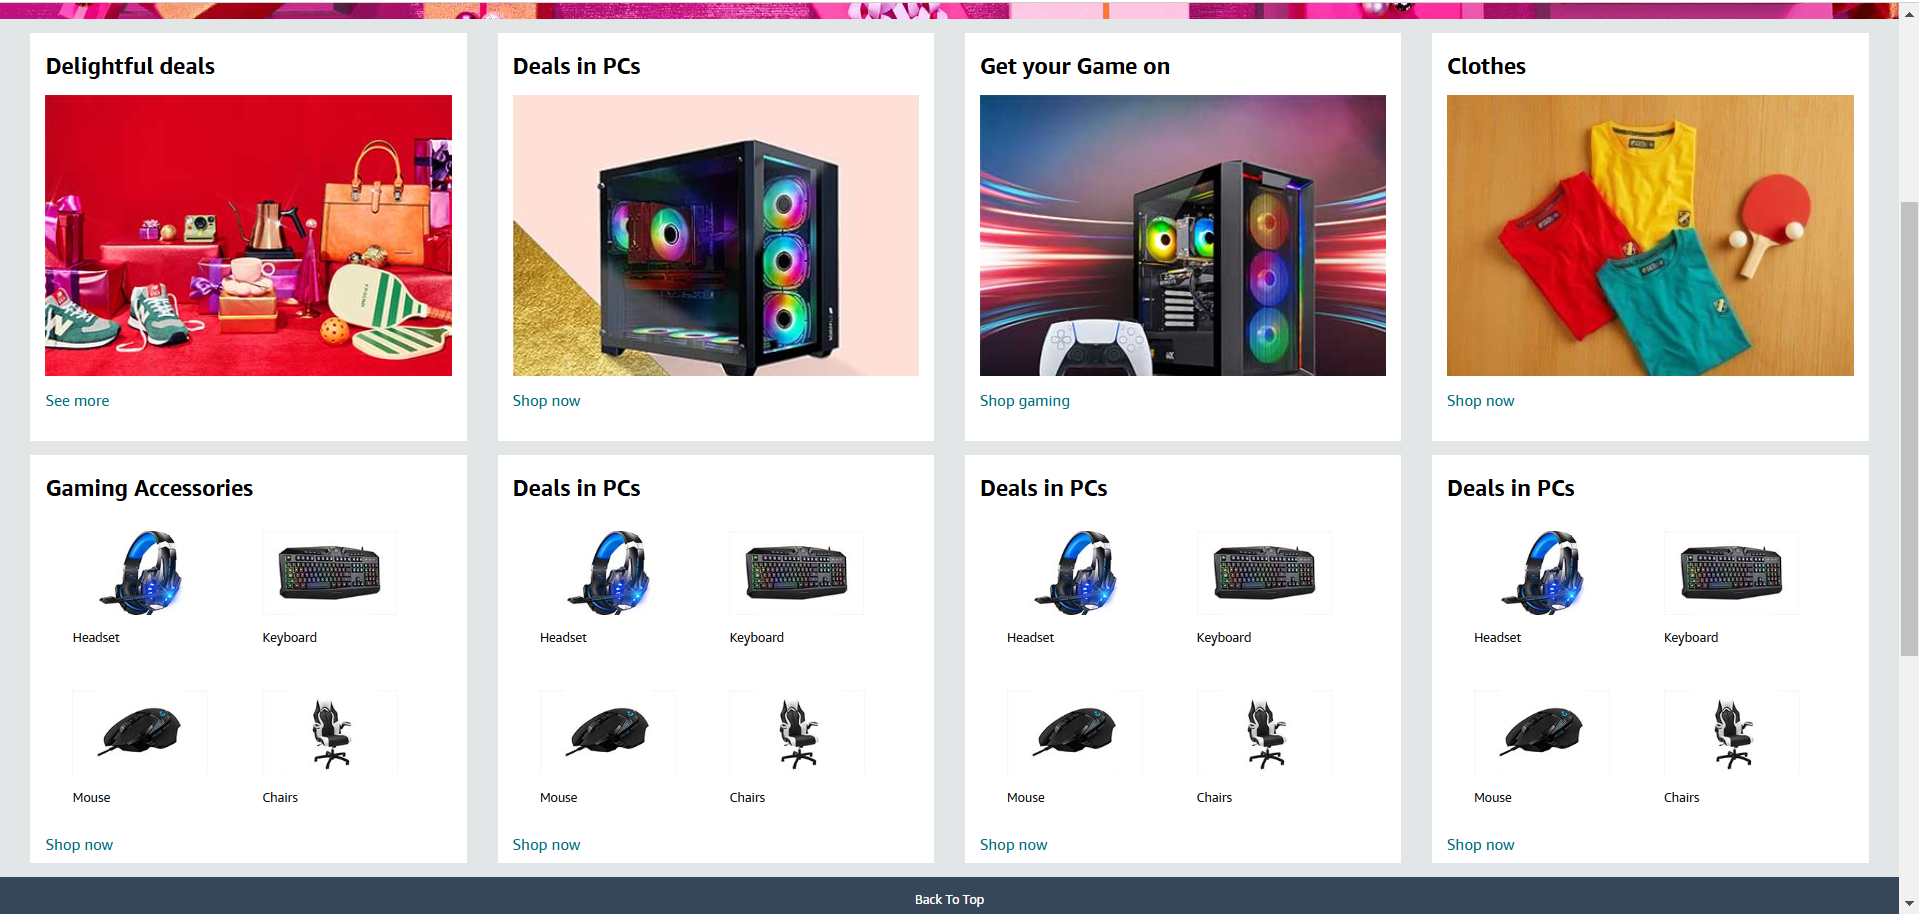 Delightful deals
Deals in PCs
Get your Game on
Clothes
See more
Shop now
Shop gaming
Shop now
Gaming Accessories
Deals in PCs
Deals in PCs
Deals in PCs
Headset Keyboard
Headset Keyboard
Headset Keyboard
Headset Keyboard
Mouse Chairs
Mouse Chairs
Mouse Chairs
Mouse Chairs
Shop now
Shop now
Shop now
Shop now
Back To Top